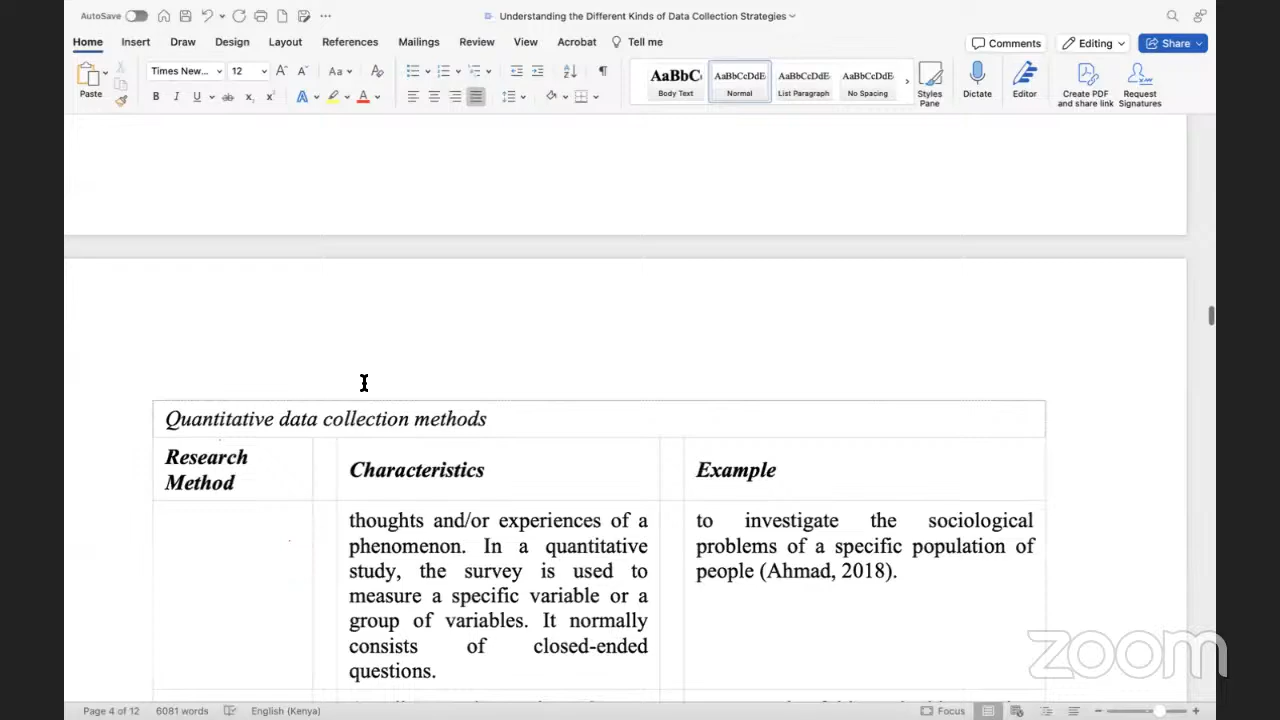 AutoSave
Understanding the Different Kinds of Data Collection Strategies
Home Insert Draw Design Layout References Mailings Review View Acrobat Tell me
Comments Editing Share
Paste
Times New... 12
AaBbC AaBbCcDdE AaBbCcDdE AaBbCcDdE
Body Text Normal List Paragraph No Spacing
Styles Pane
Dictate
Editor
Create PDF and share link
Request Signatures
Quantitative data collection methods
Research Method
Characteristics
Example
thoughts and/or experiences of a
phenomenon. In a quantitative
study, the survey is used to
measure a specific variable or a
group of variables. It normally
consists of closed-ended
questions.
to investigate the sociological
problems of a specific population of
people (Ahmad, 2018).
zoom
Page 4 of 12 6081 words English (Kenya) Focus